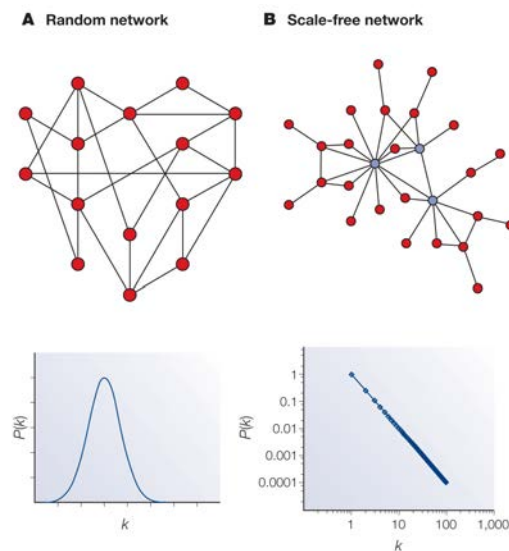 A Random network
B Scale-free network
P(k)
k
P(k)
1
0.1
0.01
0.001
0.0001
1
10
100
1,000
k